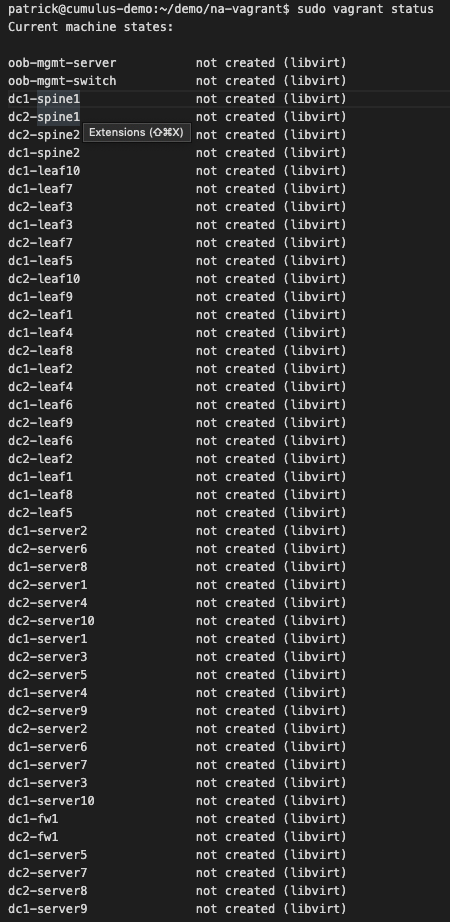 patrick@cumulus-demo:~/demo/na-vagrant$ sudo vagrant status
Current machine states:
oob-mgmt-server not created (libvirt)
oob-mgmt-switch not created (libvirt)
dc1-spine1 not created (libvirt)
dc2-spine1 not created (libvirt)
Extensions (⇧⌘X)
dc2-spine2 not created (libvirt)
dc1-spine2 not created (libvirt)
dc1-leaf10 not created (libvirt)
dc1-leaf7 not created (libvirt)
dc2-leaf3 not created (libvirt)
dc1-leaf3 not created (libvirt)
dc2-leaf7 not created (libvirt)
dc1-leaf5 not created (libvirt)
dc2-leaf10 not created (libvirt)
dc1-leaf9 not created (libvirt)
dc2-leaf1 not created (libvirt)
dc1-leaf4 not created (libvirt)
dc2-leaf8 not created (libvirt)
dc1-leaf2 not created (libvirt)
dc2-leaf4 not created (libvirt)
dc1-leaf6 not created (libvirt)
dc2-leaf9 not created (libvirt)
dc2-leaf6 not created (libvirt)
dc2-leaf2 not created (libvirt)
dc1-leaf1 not created (libvirt)
dc1-leaf8 not created (libvirt)
dc2-leaf5 not created (libvirt)
dc1-server2 not created (libvirt)
dc2-server6 not created (libvirt)
dc1-server8 not created (libvirt)
dc2-server1 not created (libvirt)
dc2-server4 not created (libvirt)
dc2-server10 not created (libvirt)
dc1-server1 not created (libvirt)
dc2-server3 not created (libvirt)
dc2-server5 not created (libvirt)
dc1-server4 not created (libvirt)
dc2-server9 not created (libvirt)
dc2-server2 not created (libvirt)
dc1-server6 not created (libvirt)
dc1-server7 not created (libvirt)
dc1-server3 not created (libvirt)
dc1-server10 not created (libvirt)
dc1-fw1 not created (libvirt)
dc2-fw1 not created (libvirt)
dc1-server5 not created (libvirt)
dc2-server7 not created (libvirt)
dc2-server8 not created (libvirt)
dc1-server9 not created (libvirt)